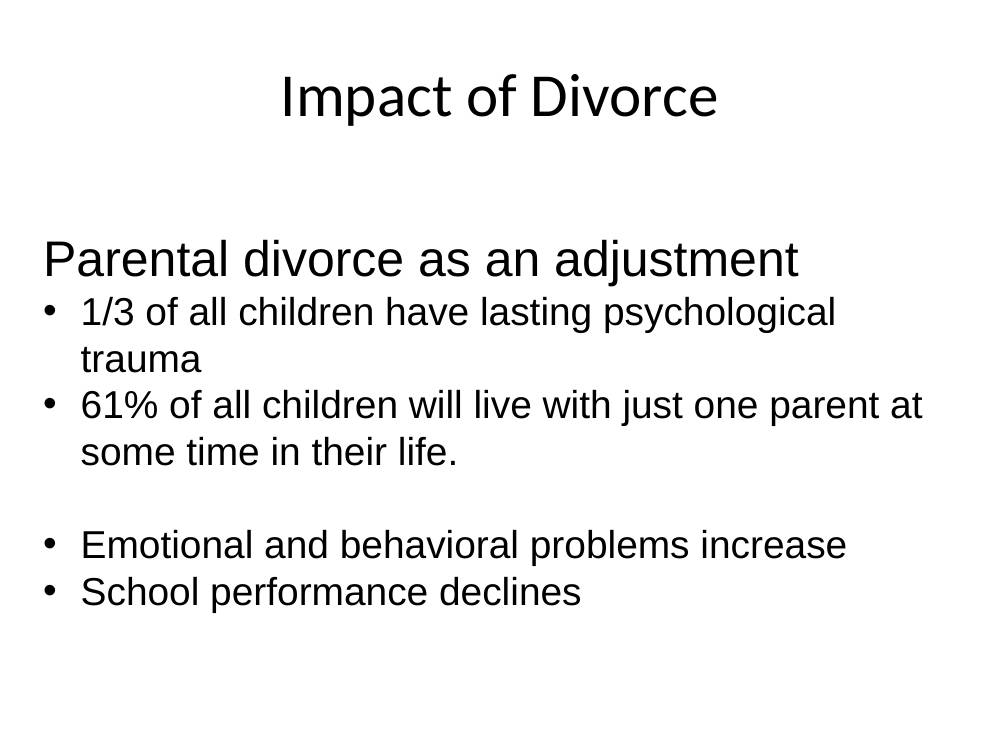 Impact of Divorce
Parental divorce as an adjustment
• 1/3 of all children have lasting psychological
trauma
• 61% of all children will live with just one parent at
some time in their life.
• Emotional and behavioral problems increase
• School performance declines